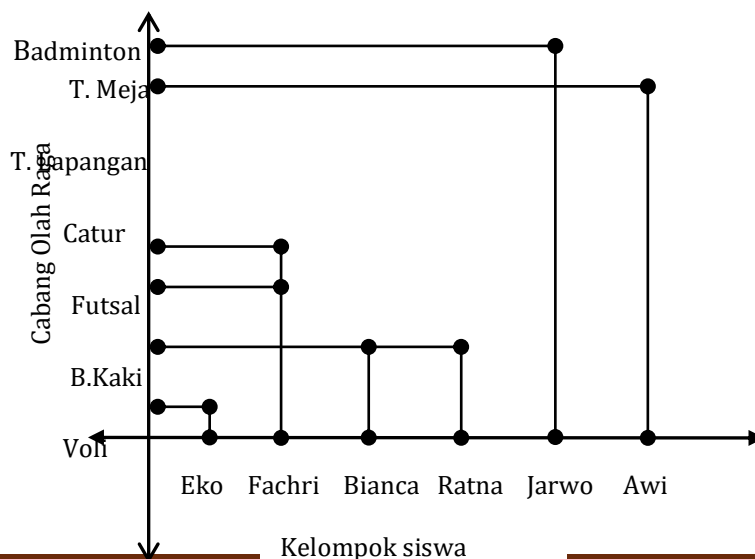 Badminton
T. Meja
T. Lapangan
Catur
Futsal
B.Kaki
Voli
Cabang Olah Raga
Eko Fachri Bianca Ratna Jarwo Awi
Kelompok siswa